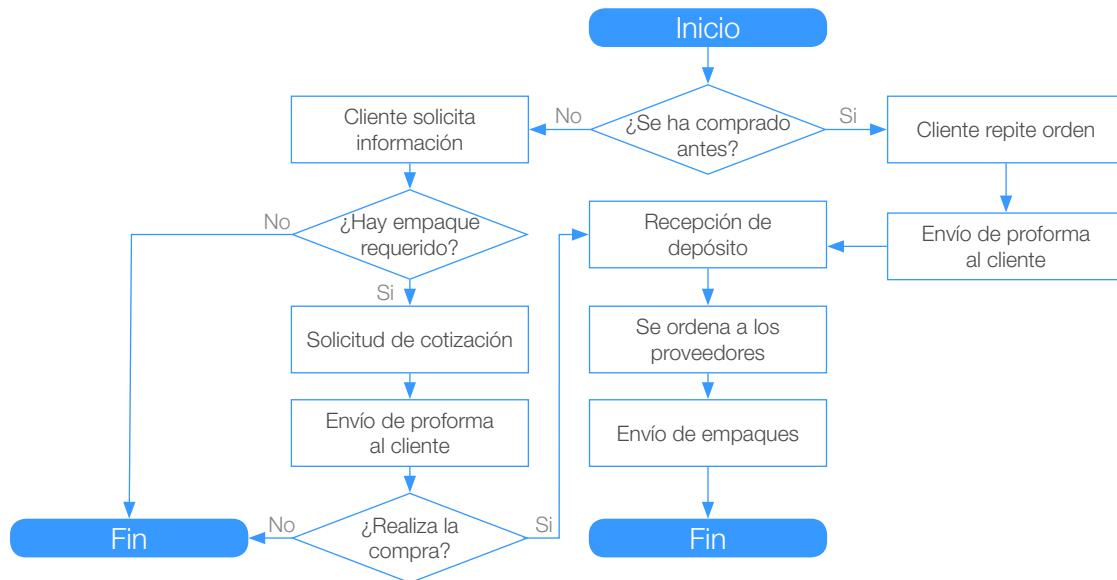 Inicio
Cliente solicita
información
No
¿Se ha comprado
antes?
Si
Cliente repite orden
No
¿Hay empaque
requerido?
Recepción de
depósito
Envío de proforma
al cliente
Si
Solicitud de cotización
Se ordena a los
proveedores
Envío de proforma
al cliente
Envío de empaques
Fin
No
¿Realiza la
compra?
Si
Fin